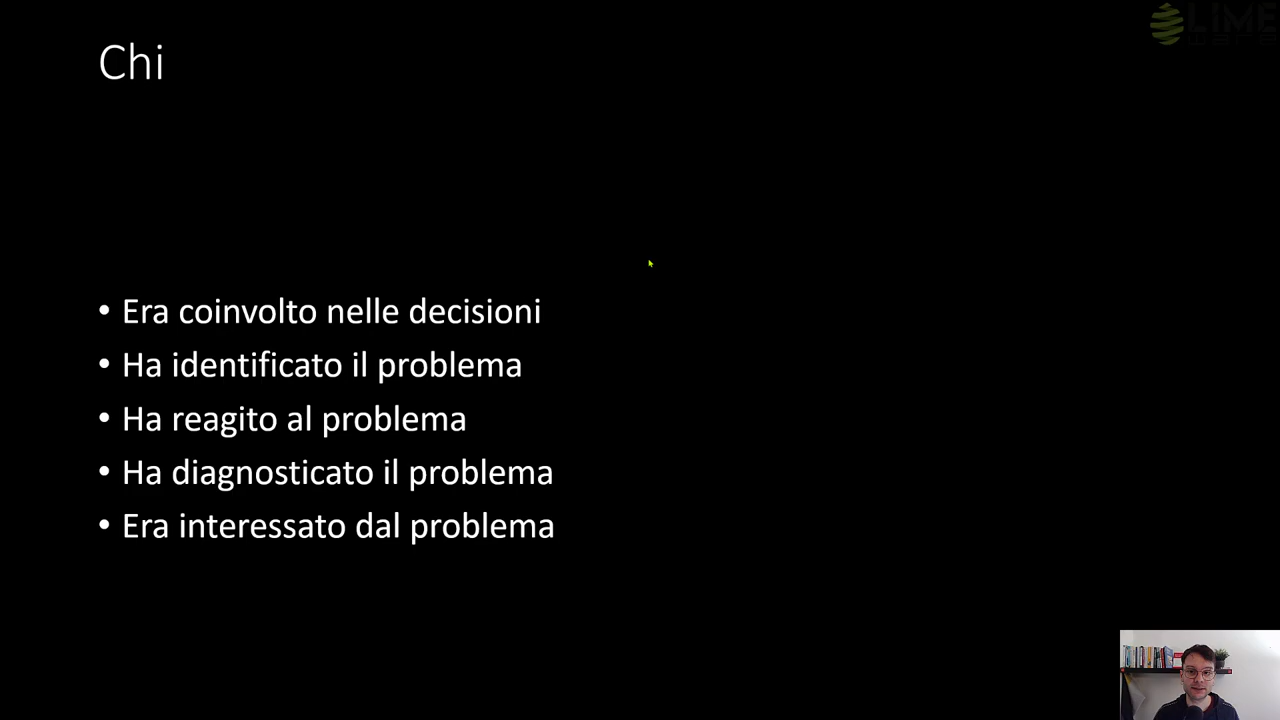 LIME
Chi
• Era coinvolto nelle decisioni
• Ha identificato il problema
• Ha reagito al problema
• Ha diagnosticato il problema
• Era interessato dal problema